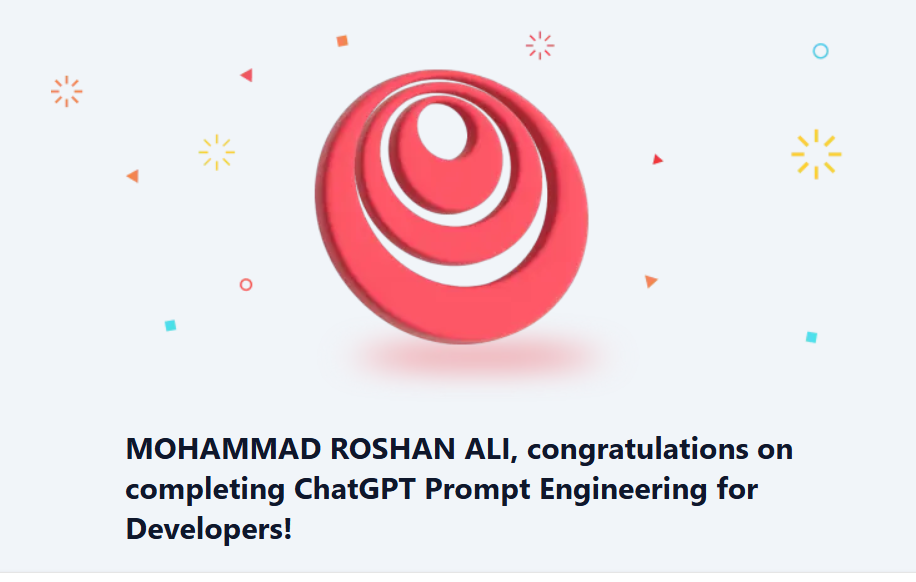 MOHAMMAD ROSHAN ALI, congratulations on
completing ChatGPT Prompt Engineering for
Developers!